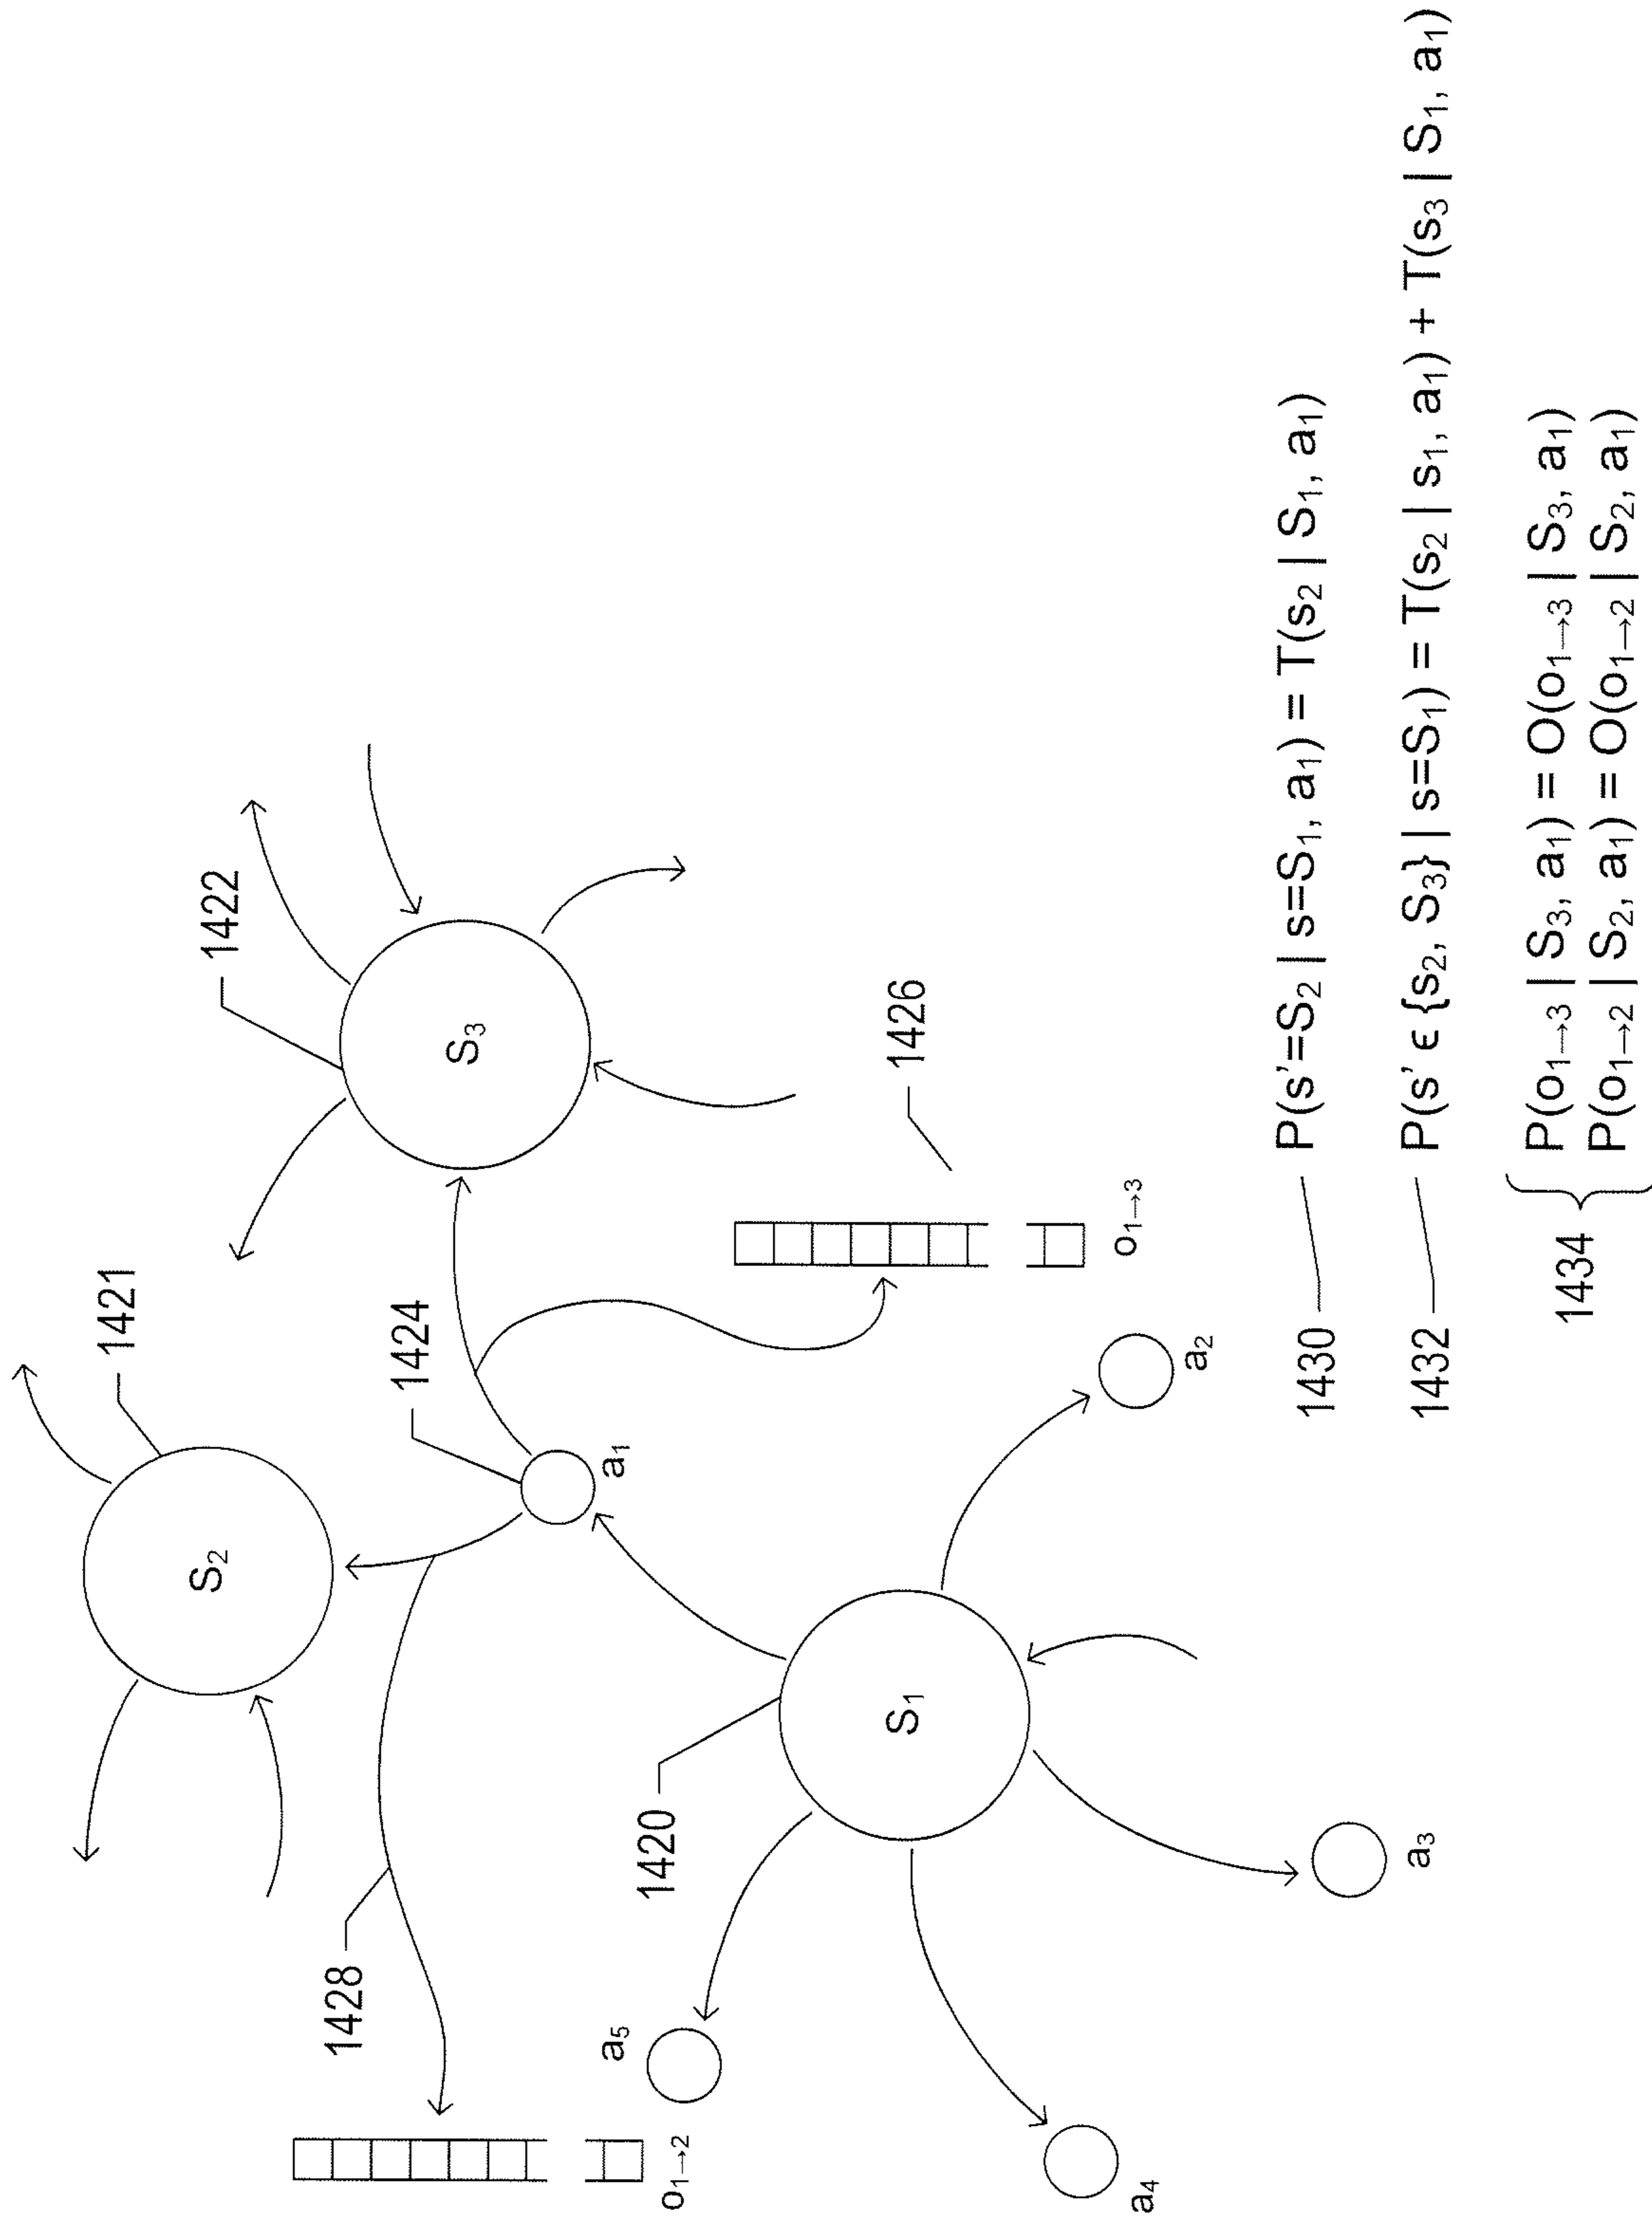 1421
S₂
1422
1428
1424
S₃
a₅
a₁
1420
o₁→₂
S₁
1426
o₁→₃
a₄
a₂
a₃
1430 P(s'=S₂ | s=S₁, a₁) = T(s₂ | S₁, a₁)
1432 P(s' ϵ {s₂, S₃} | s=S₁) = T(s₂ | s₁, a₁) + T(s₃ | S₁, a₁)
1434
P(o₁→₃ | S₃, a₁) = O(o₁→₃ | S₃, a₁)
P(o₁→₂ | S₂, a₁) = O(o₁→₂ | S₂, a₁)